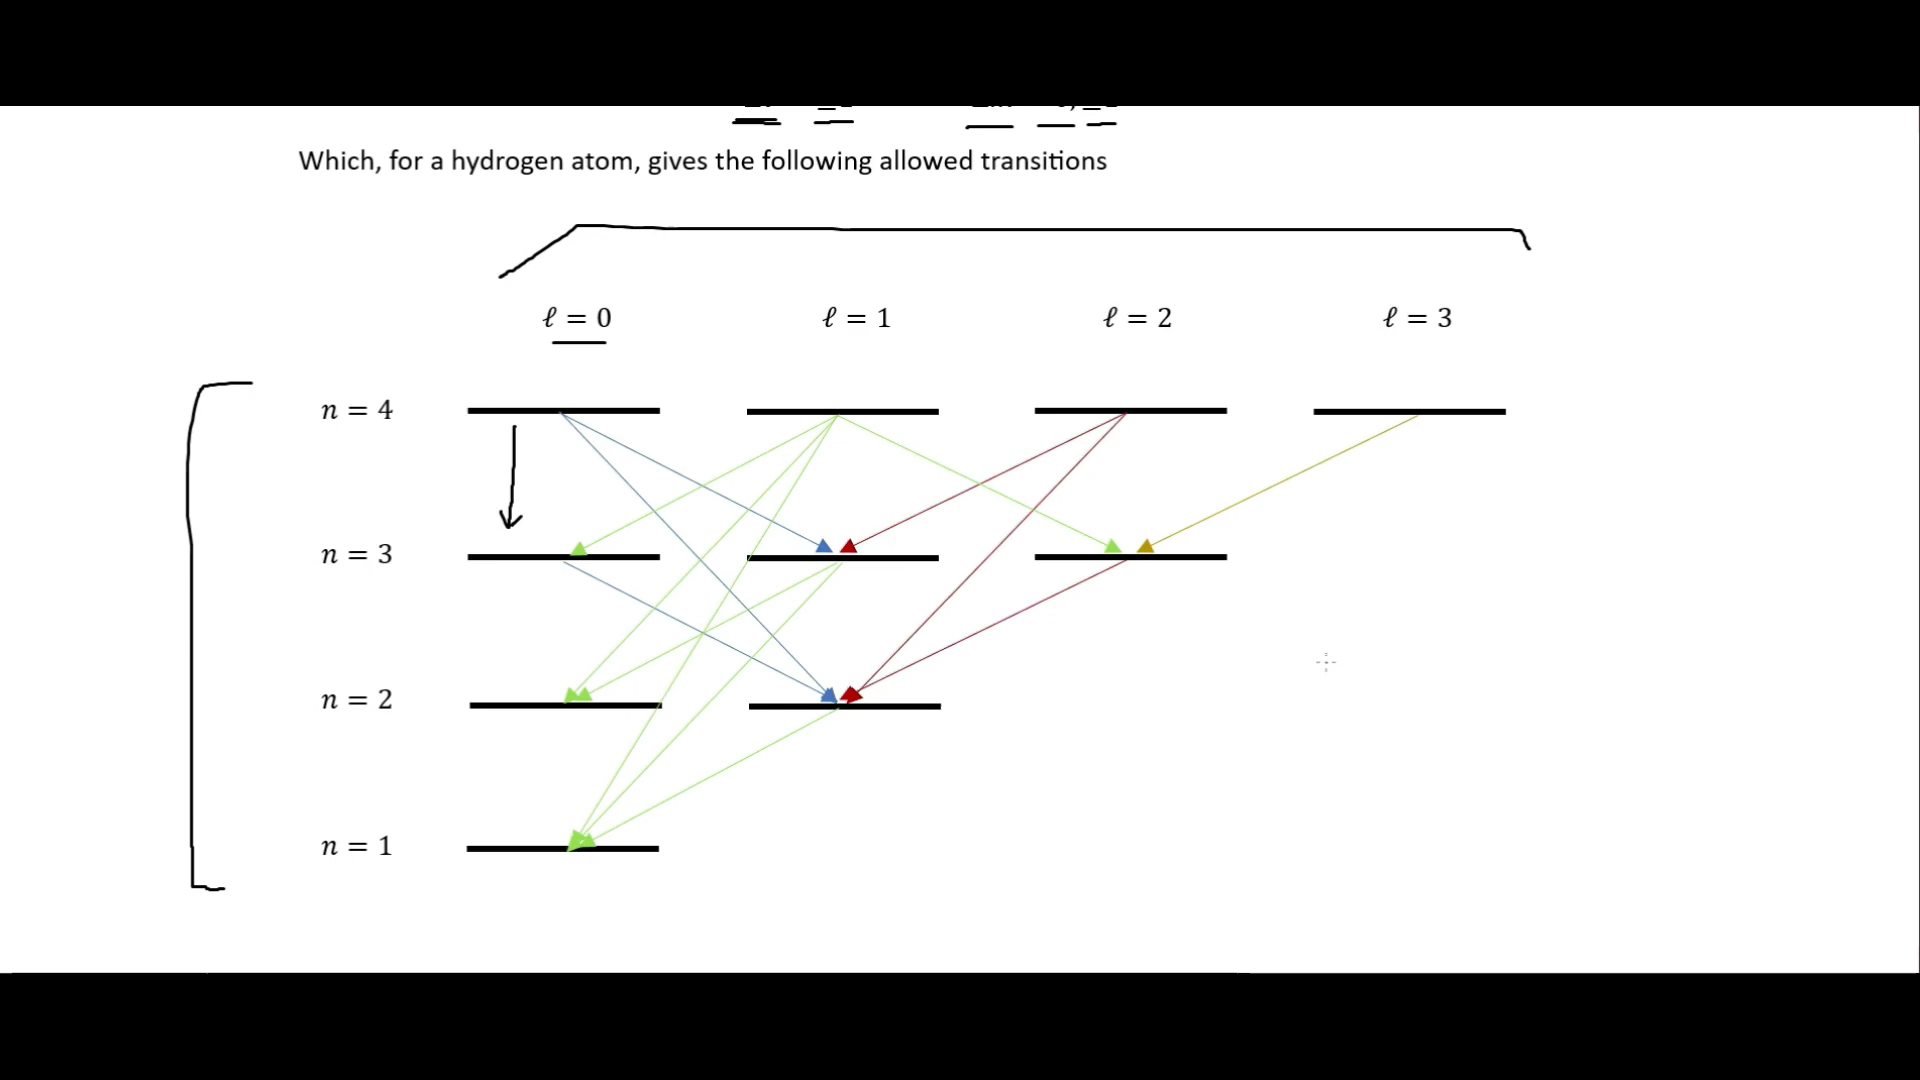 Which, for a hydrogen atom, gives the following allowed transitions
ℓ = 0 ℓ = 1 ℓ = 2 ℓ = 3
n = 4
n = 3
n = 2
n = 1